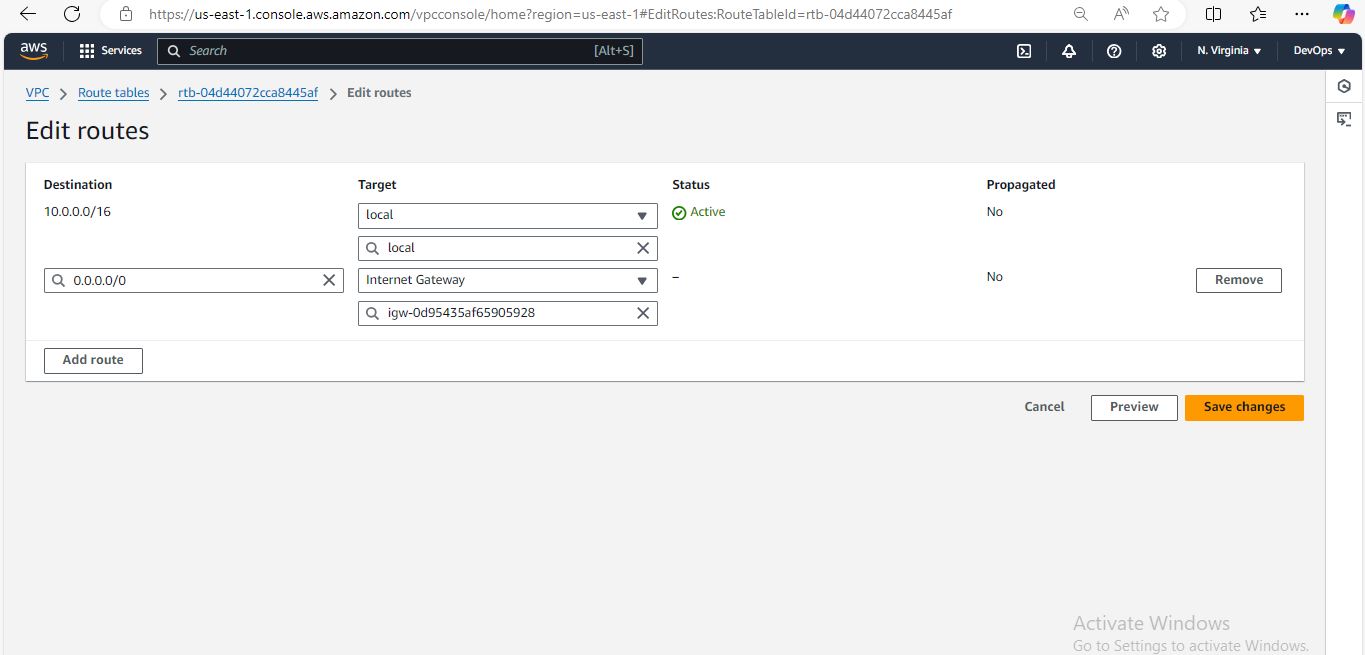 https://us-east-1.console.aws.amazon.com/vpcconsole/home?region=us-east-1#EditRoutes:RouteTableId=rtb-04d44072cca8445af
aws Services Search [Alt+S] N. Virginia DevOps
VPC Route tables rtb-04d44072cca8445af Edit routes
Edit routes
Destination Target Status Propagated
10.0.0.0/16 local Active No
local
0.0.0.0/0 Internet Gateway – No Remove
igw-0d95435af65905928
Add route
Cancel Preview Save changes
Activate Windows
Go to Settings to activate Windows.